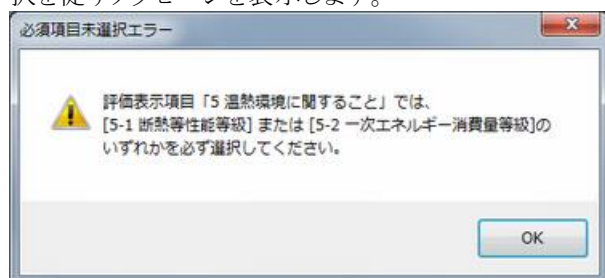 択を促すメッセージを表示します。
必須項目未選択エラー
評価表示項目「5 温熱環境に関すること」では、
[5-1 断熱等性能等級] または [5-2 一次エネルギー消費量等級]の
いずれかを必ず選択してください。
OK